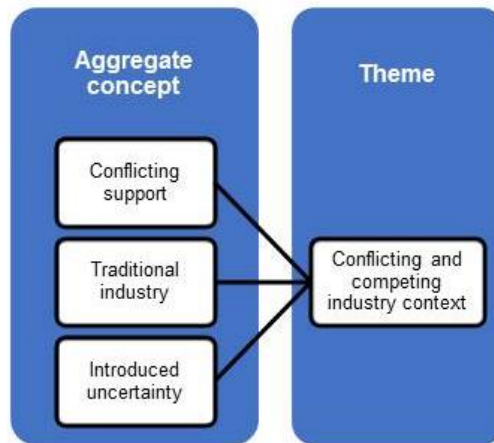 Aggregate
concept
Conflicting
support
Traditional
industry
Introduced
uncertainty
Theme
Conflicting and
competing
industry context